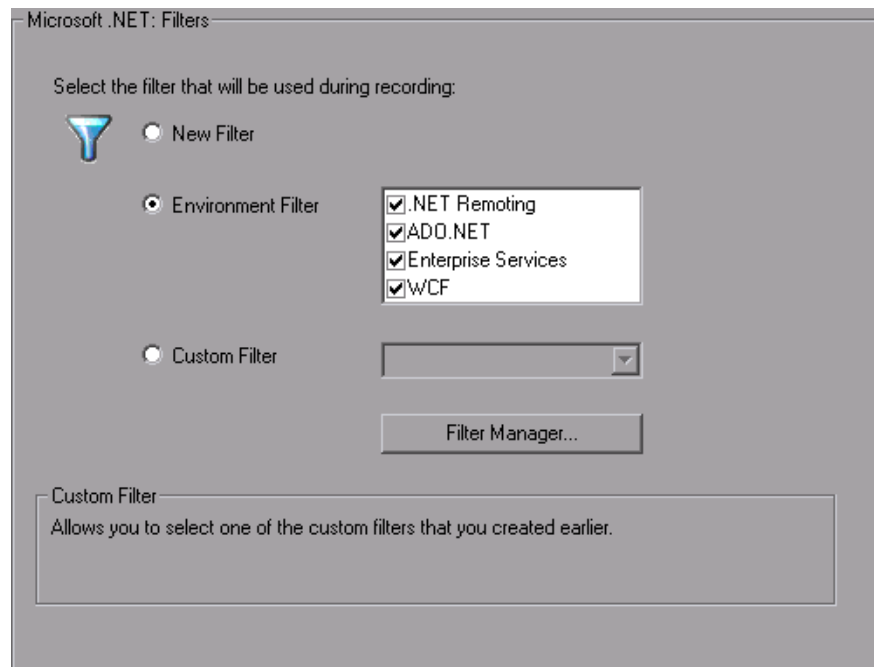 Microsoft .NET: Filters
Select the filter that will be used during recording:
New Filter
Environment Filter
.NET Remoting
ADO.NET
Enterprise Services
WCF
Custom Filter
Filter Manager...
Custom Filter
Allows you to select one of the custom filters that you created earlier.